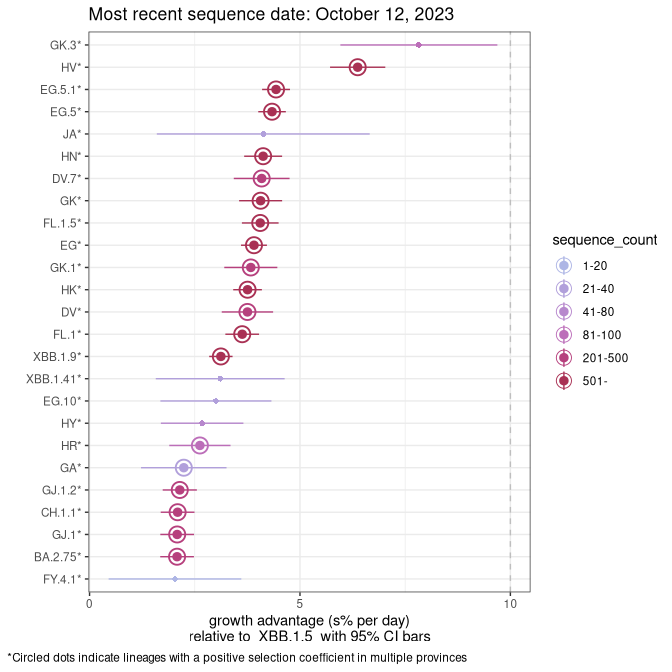 Most recent sequence date: October 12, 2023
GK.3*
HV*
EG.5.1*
EG.5*
JA*
HN*
DV.7*
GK*
FL.1.5*
EG*
GK.1*
HK*
DV*
FL.1*
XBB.1.9*
XBB.1.41*
EG.10*
HY*
HR*
GA*
GJ.1.2*
CH.1.1*
GJ.1*
BA.2.75*
FY.4.1*
0
5
10
growth advantage (s% per day)
relative to XBB.1.5 with 95% CI bars
*Circled dots indicate lineages with a positive selection coefficient in multiple provinces
sequence_count
1-20
21-40
41-80
81-100
201-500
501-